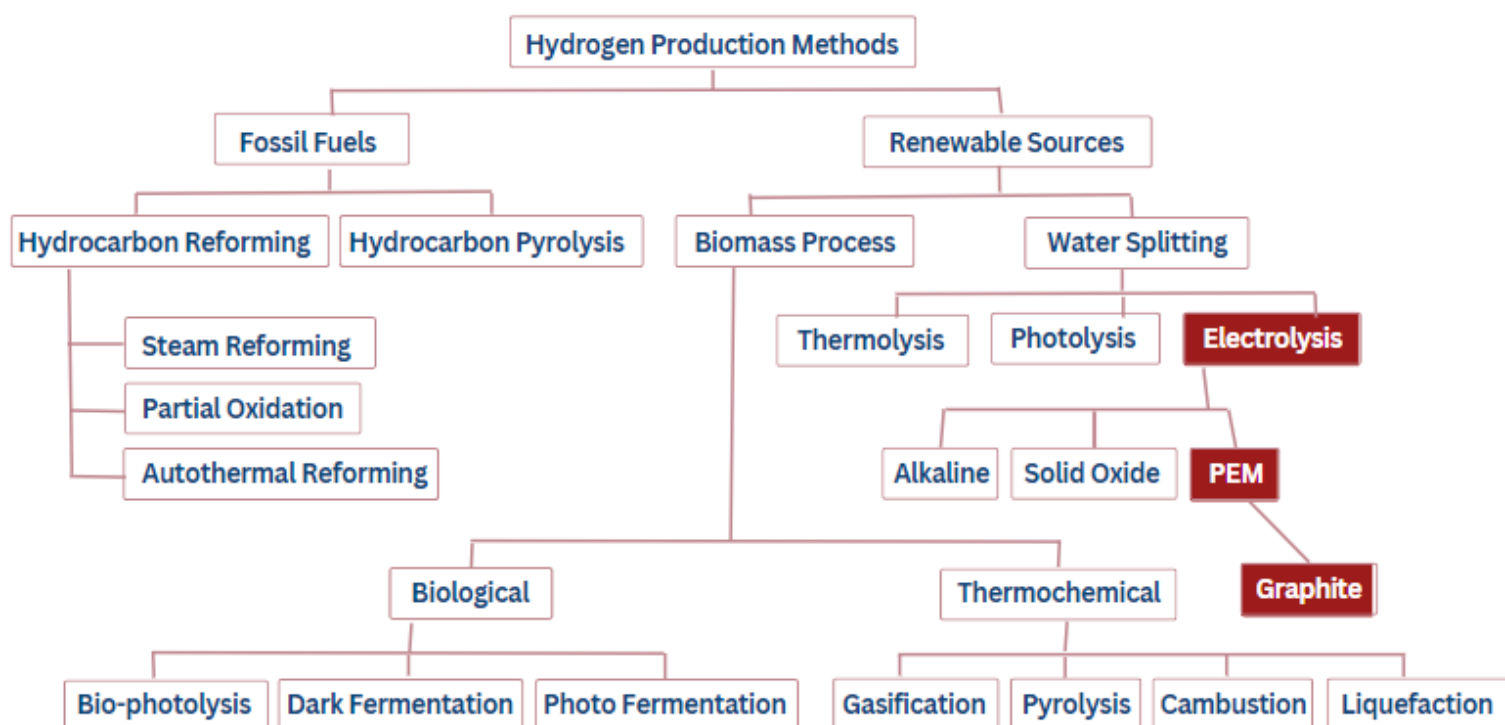 Hydrogen Production Methods
Fossil Fuels
Renewable Sources
Hydrocarbon Reforming
Hydrocarbon Pyrolysis
Biomass Process
Water Splitting
Thermolysis
Photolysis
Electrolysis
Steam Reforming
Partial Oxidation
Autothermal Reforming
Alkaline
Solid Oxide
PEM
Biological
Thermochemical
Graphite
Bio-photolysis
Dark Fermentation
Photo Fermentation
Gasification
Pyrolysis
Cambustion
Liquefaction